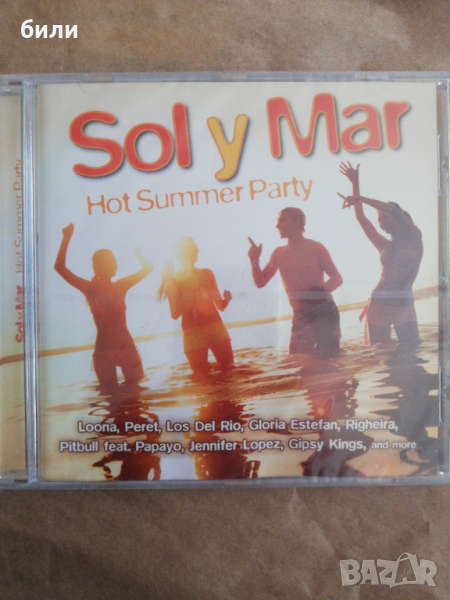 били
Sol y Mar
Hot Summer Party
Sol y Mar Hot Summer Party
Loona, Peret, Los Del Rio, Gloria Estefan, Righeira,
Pitbull feat. Papayo, Jennifer Lopez, Gipsy Kings, and more
BAZAR